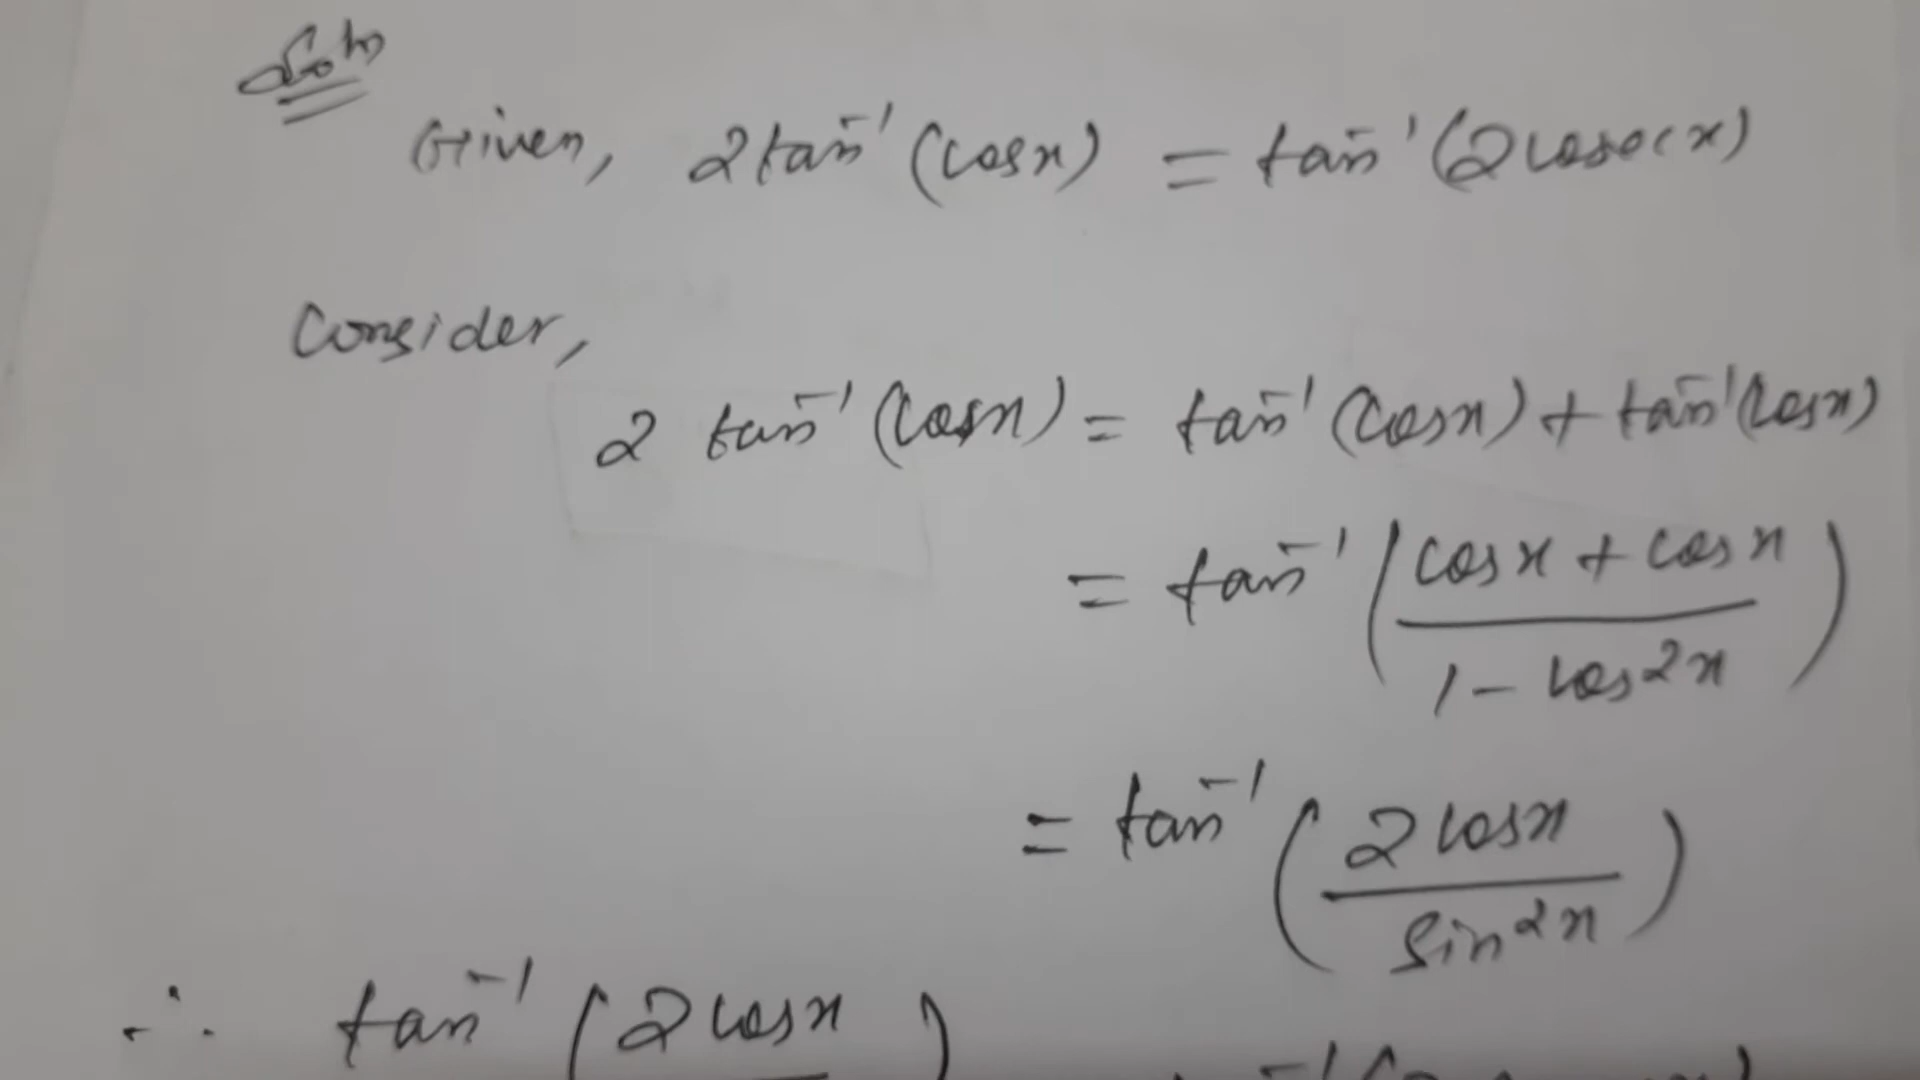 Soln
Given, 2tan⁻¹(cosx) = tan⁻¹(2cosecx)
Consider,
2 tan⁻¹(cosx) = tan⁻¹(cosx) + tan⁻¹(cosx)
= tan⁻¹(cosx + cosx / 1 - cos²x)
= tan⁻¹(2cosx / sin²x)
∴ tan⁻¹(2cosx)